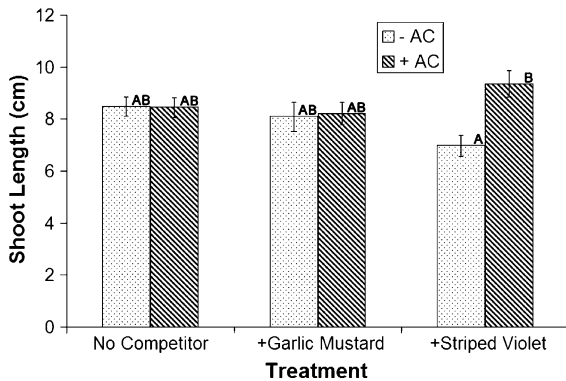 12
10
8
6
4
2
0
Shoot Length (cm)
- AC
+ AC
AB AB AB AB A B
No Competitor +Garlic Mustard +Striped Violet
Treatment